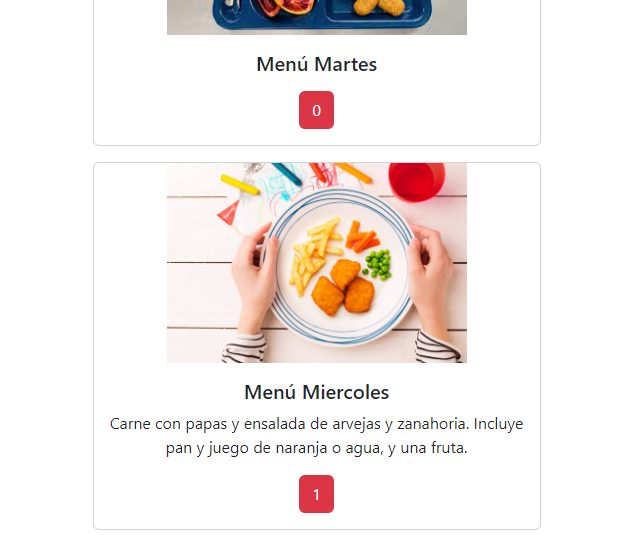 Menú Martes
0
Menú Miercoles
Carne con papas y ensalada de arvejas y zanahoria. Incluye
pan y juego de naranja o agua, y una fruta.
1